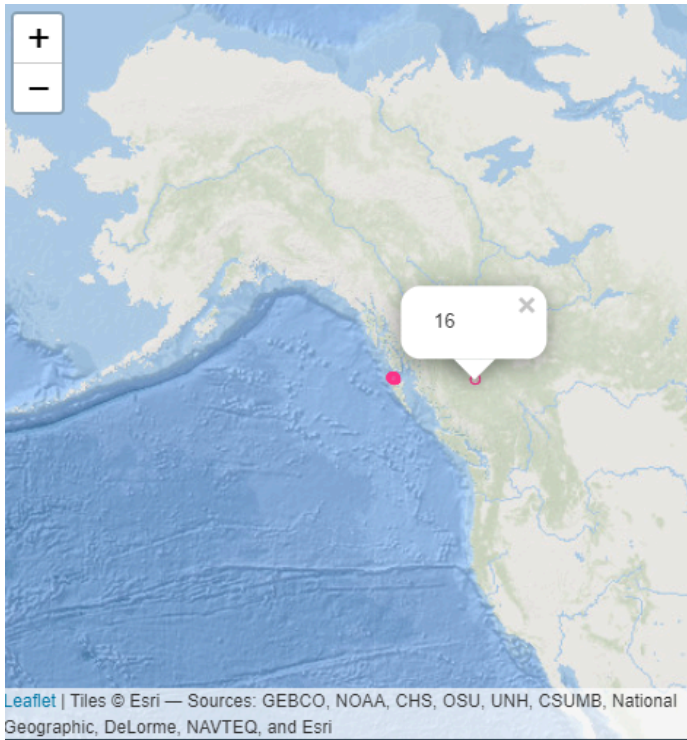 +
−
16
×
Leaflet | Tiles © Esri — Sources: GEBCO, NOAA, CHS, OSU, UNH, CSUMB, National
Geographic, DeLorme, NAVTEQ, and Esri